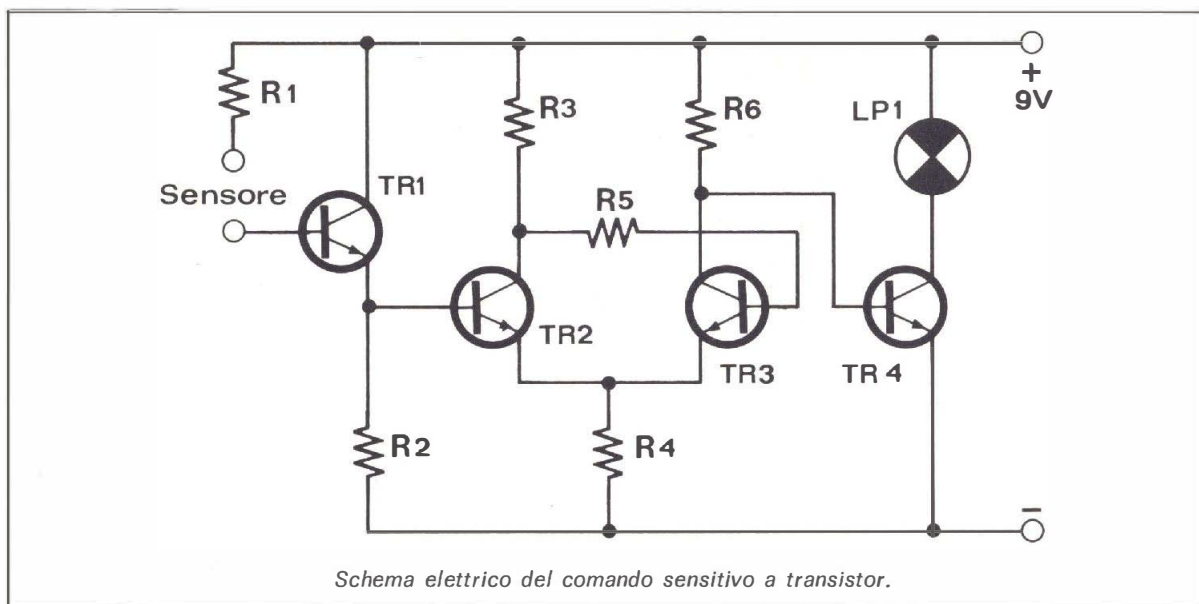 R1
R3
R6
LP1
+
9V
Sensore
TR1
R5
TR2
TR3
TR 4
R2
R4
-
Schema elettrico del comando sensitivo a transistor.